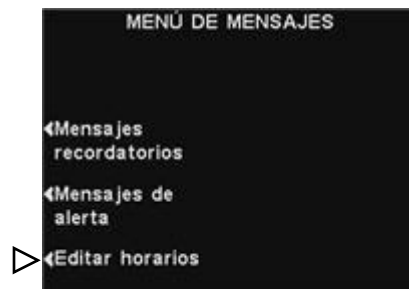 MENÚ DE MENSAJES
Mensajes
recordatorios
Mensajes de
alerta
Editar horarios